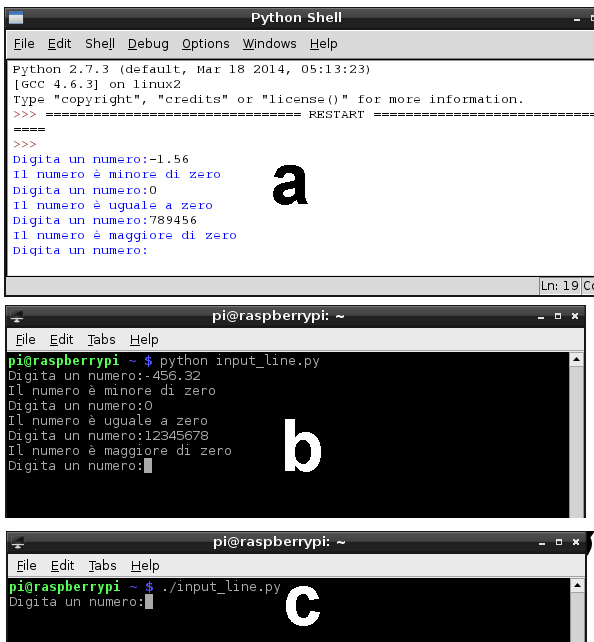 Python Shell
File Edit Shell Debug Options Windows Help
Python 2.7.3 (default, Mar 18 2014, 05:13:23)
[GCC 4.6.3] on linux2
Type "copyright", "credits" or "license()" for more information.
>>> ================================ RESTART ============================
====
>>>
Digita un numero:-1.56
Il numero è minore di zero
Digita un numero:0
Il numero è uguale a zero
Digita un numero:789456
Il numero è maggiore di zero
Digita un numero:
a
Ln: 19
pi@raspberrypi: ~
File Edit Tabs Help
pi@raspberrypi ~ $ python input_line.py
Digita un numero:-456.32
Il numero è minore di zero
Digita un numero:0
Il numero è uguale a zero
Digita un numero:12345678
Il numero è maggiore di zero
Digita un numero:
b
pi@raspberrypi: ~
File Edit Tabs Help
pi@raspberrypi ~ $ ./input_line.py
Digita un numero:
c